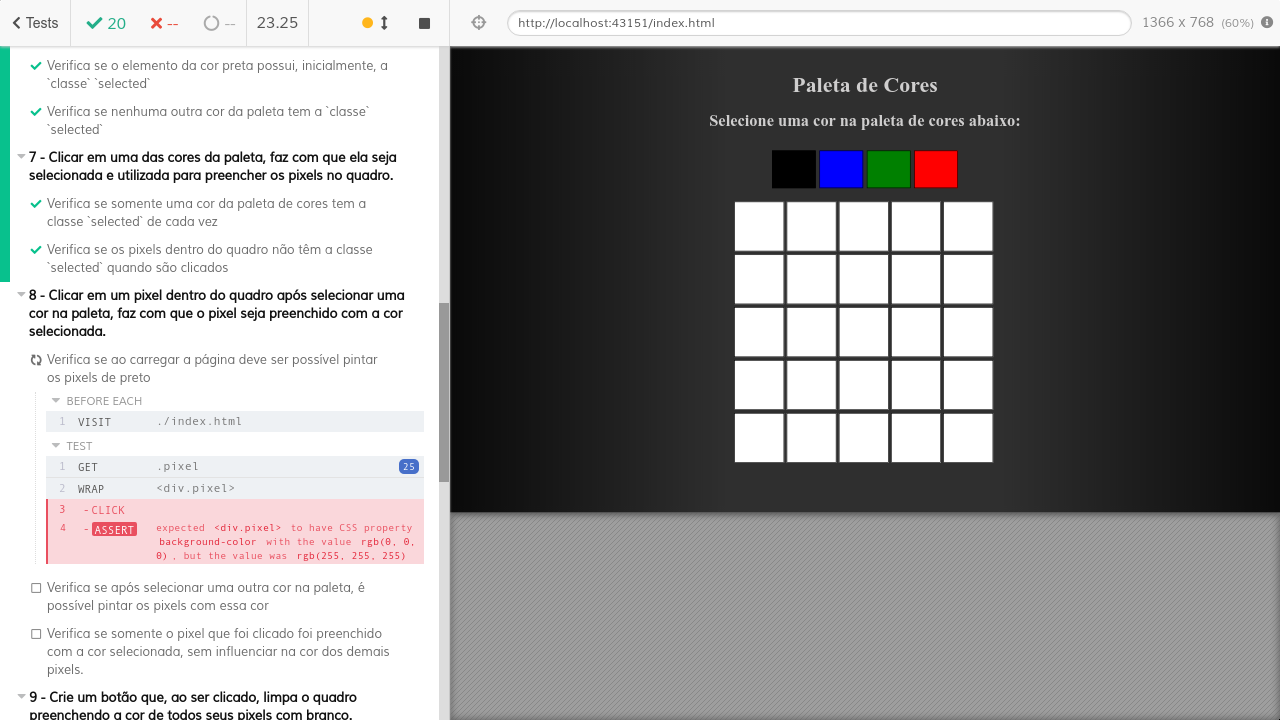 Tests
20
--
--
23.25
http://localhost:43151/index.html
1366 x 768 (60%)
Verifica se o elemento da cor preta possui, inicialmente, a
`classe` `selected`
Verifica se nenhuma outra cor da paleta tem a `classe`
`selected`
7 - Clicar em uma das cores da paleta, faz com que ela seja
selecionada e utilizada para preencher os pixels no quadro.
Verifica se somente uma cor da paleta de cores tem a
classe `selected` de cada vez
Verifica se os pixels dentro do quadro não têm a classe
`selected` quando são clicados
8 - Clicar em um pixel dentro do quadro após selecionar uma
cor na paleta, faz com que o pixel seja preenchido com a cor
selecionada.
Verifica se ao carregar a página deve ser possível pintar
os pixels de preto
BEFORE EACH
1 VISIT ./index.html
TEST
1 GET .pixel 25
2 WRAP <div.pixel>
3 -CLICK
4 -ASSERT expected <div.pixel> to have CSS property
background-color with the value rgb(0, 0,
0) , but the value was rgb(255, 255, 255)
Verifica se após selecionar uma outra cor na paleta, é
possível pintar os pixels com essa cor
Verifica se somente o pixel que foi clicado foi preenchido
com a cor selecionada, sem influenciar na cor dos demais
pixels.
9 - Crie um botão que, ao ser clicado, limpa o quadro
preenchendo a cor de todos seus pixels com branco.
Paleta de Cores
Selecione uma cor na paleta de cores abaixo: